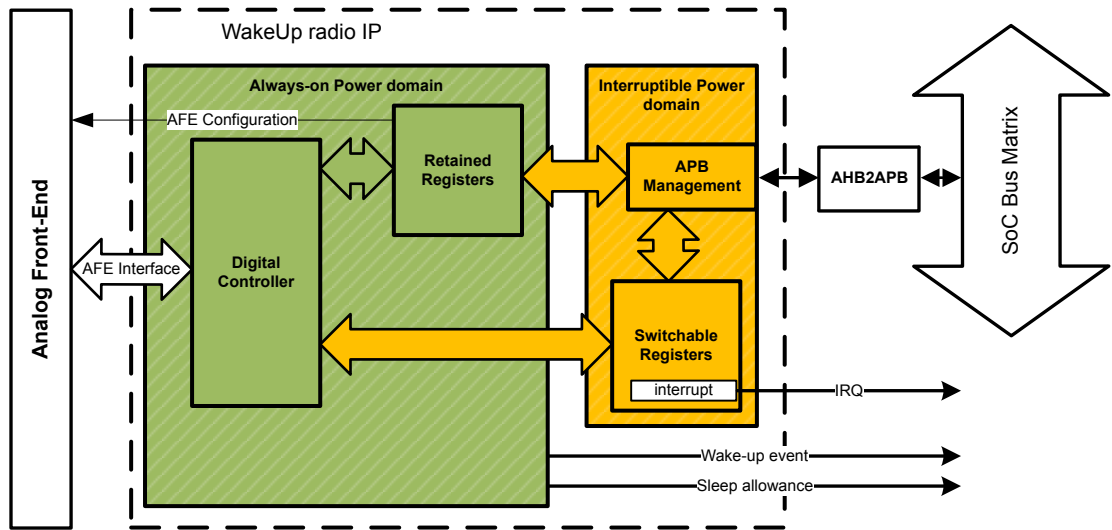 WakeUp radio IP
Always-on Power domain
Interruptible Power
domain
AFE Configuration
Retained
Registers
APB
Management
AHB2APB
SoC Bus Matrix
Analog Front-End
AFE Interface
Digital
Controller
Switchable
Registers
interrupt
IRQ
Wake-up event
Sleep allowance